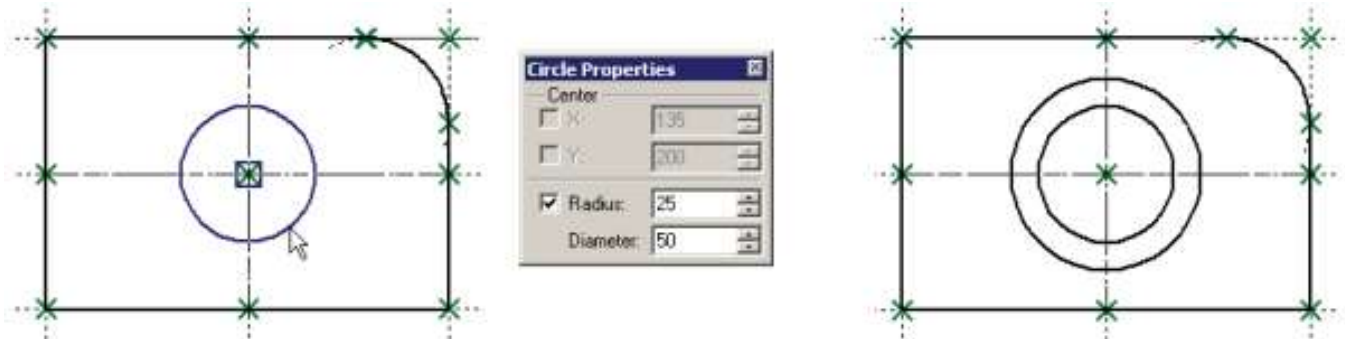 Circle Properties
Center
X: 135
Y: 200
Radius: 25
Diameter: 50